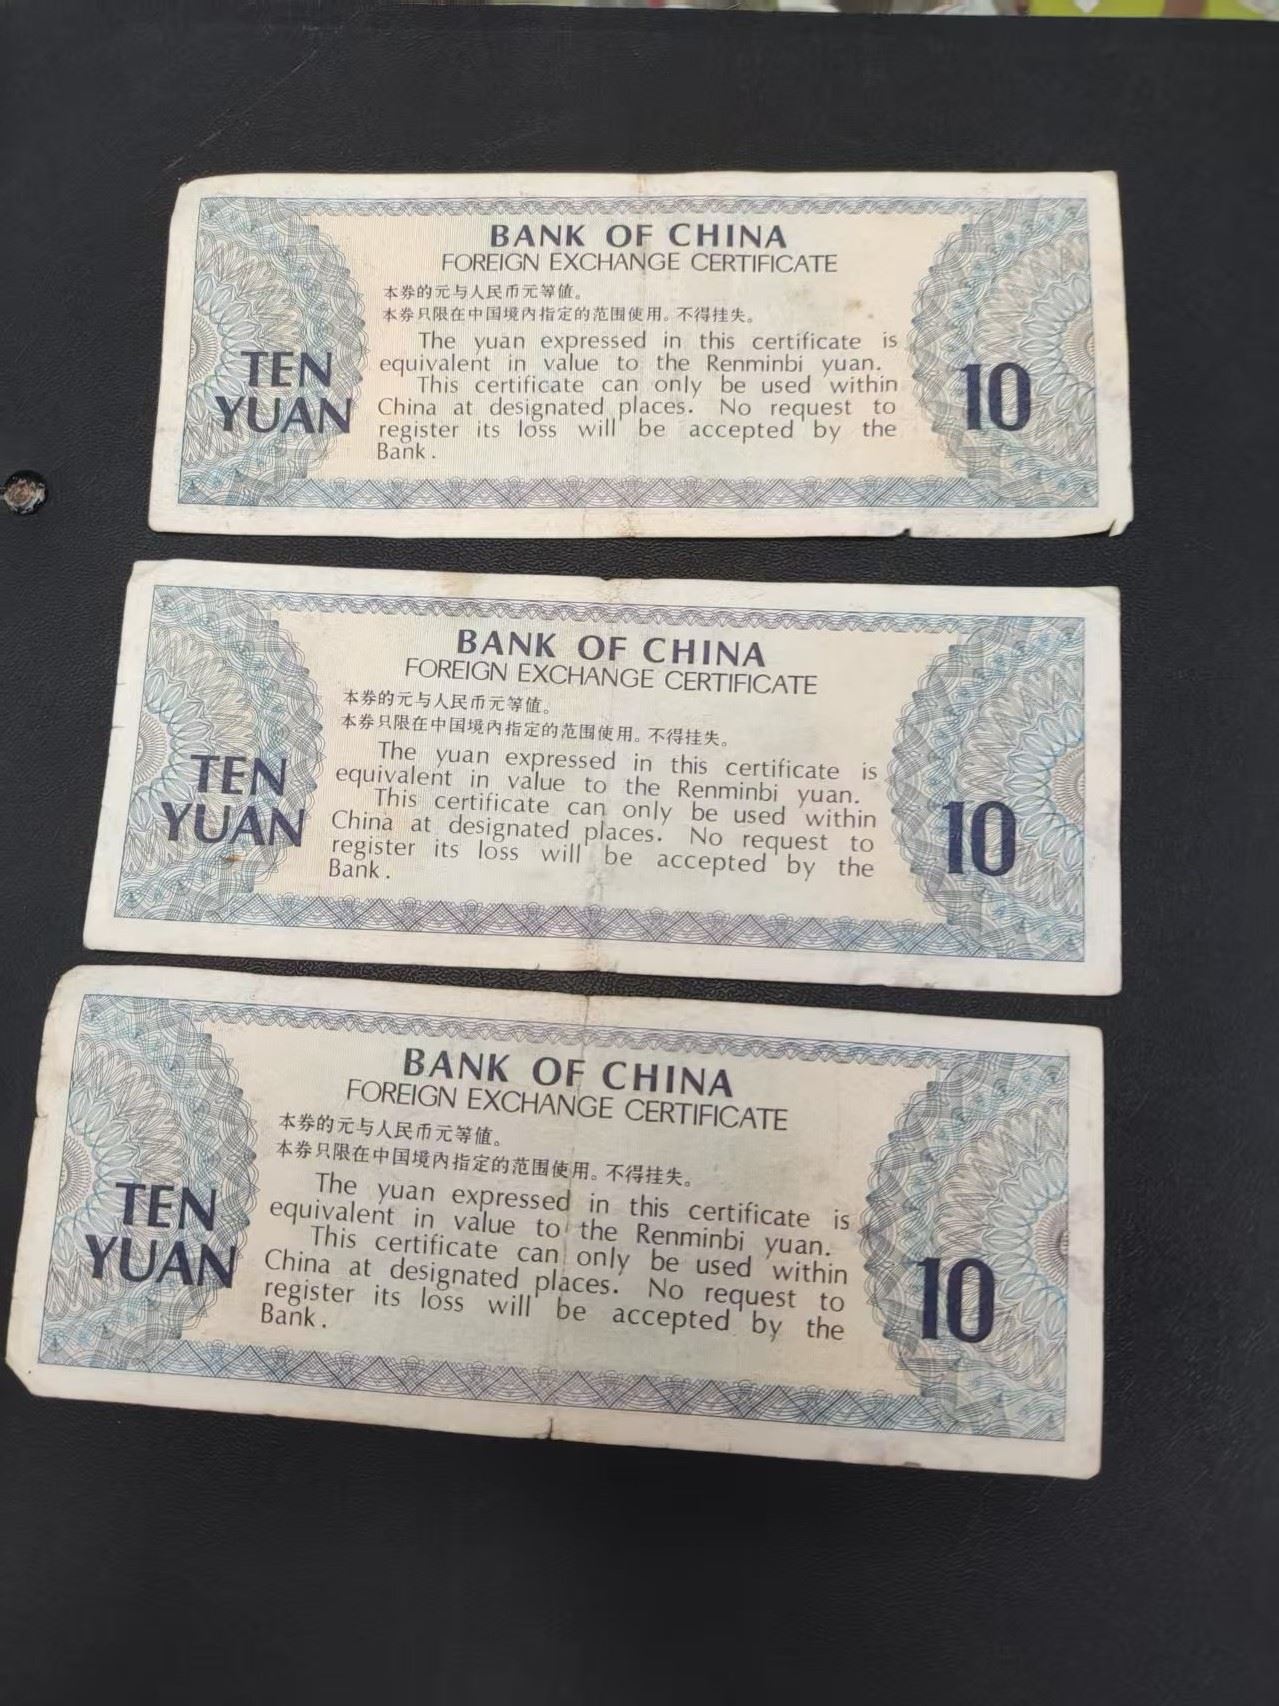 BANK OF CHINA
FOREIGN EXCHANGE CERTIFICATE
本券的元与人民币元等值。
本券只限在中国境内指定的范围使用。不得挂失。
The yuan expressed in this certificate is
equivalent in value to the Renminbi yuan.
This certificate can only be used within
China at designated places. No request to
register its loss will be accepted by the
Bank.
TEN
YUAN
10
BANK OF CHINA
FOREIGN EXCHANGE CERTIFICATE
本券的元与人民币元等值。
本券只限在中国境内指定的范围使用。不得挂失。
The yuan expressed in this certificate is
equivalent in value to the Renminbi yuan.
This certificate can only be used within
China at designated places. No request to
register its loss will be accepted by the
Bank.
TEN
YUAN
10
BANK OF CHINA
FOREIGN EXCHANGE CERTIFICATE
本券的元与人民币元等值。
本券只限在中国境内指定的范围使用。不得挂失。
The yuan expressed in this certificate is
equivalent in value to the Renminbi yuan.
This certificate can only be used within
China at designated places. No request to
register its loss will be accepted by the
Bank.
TEN
YUAN
10